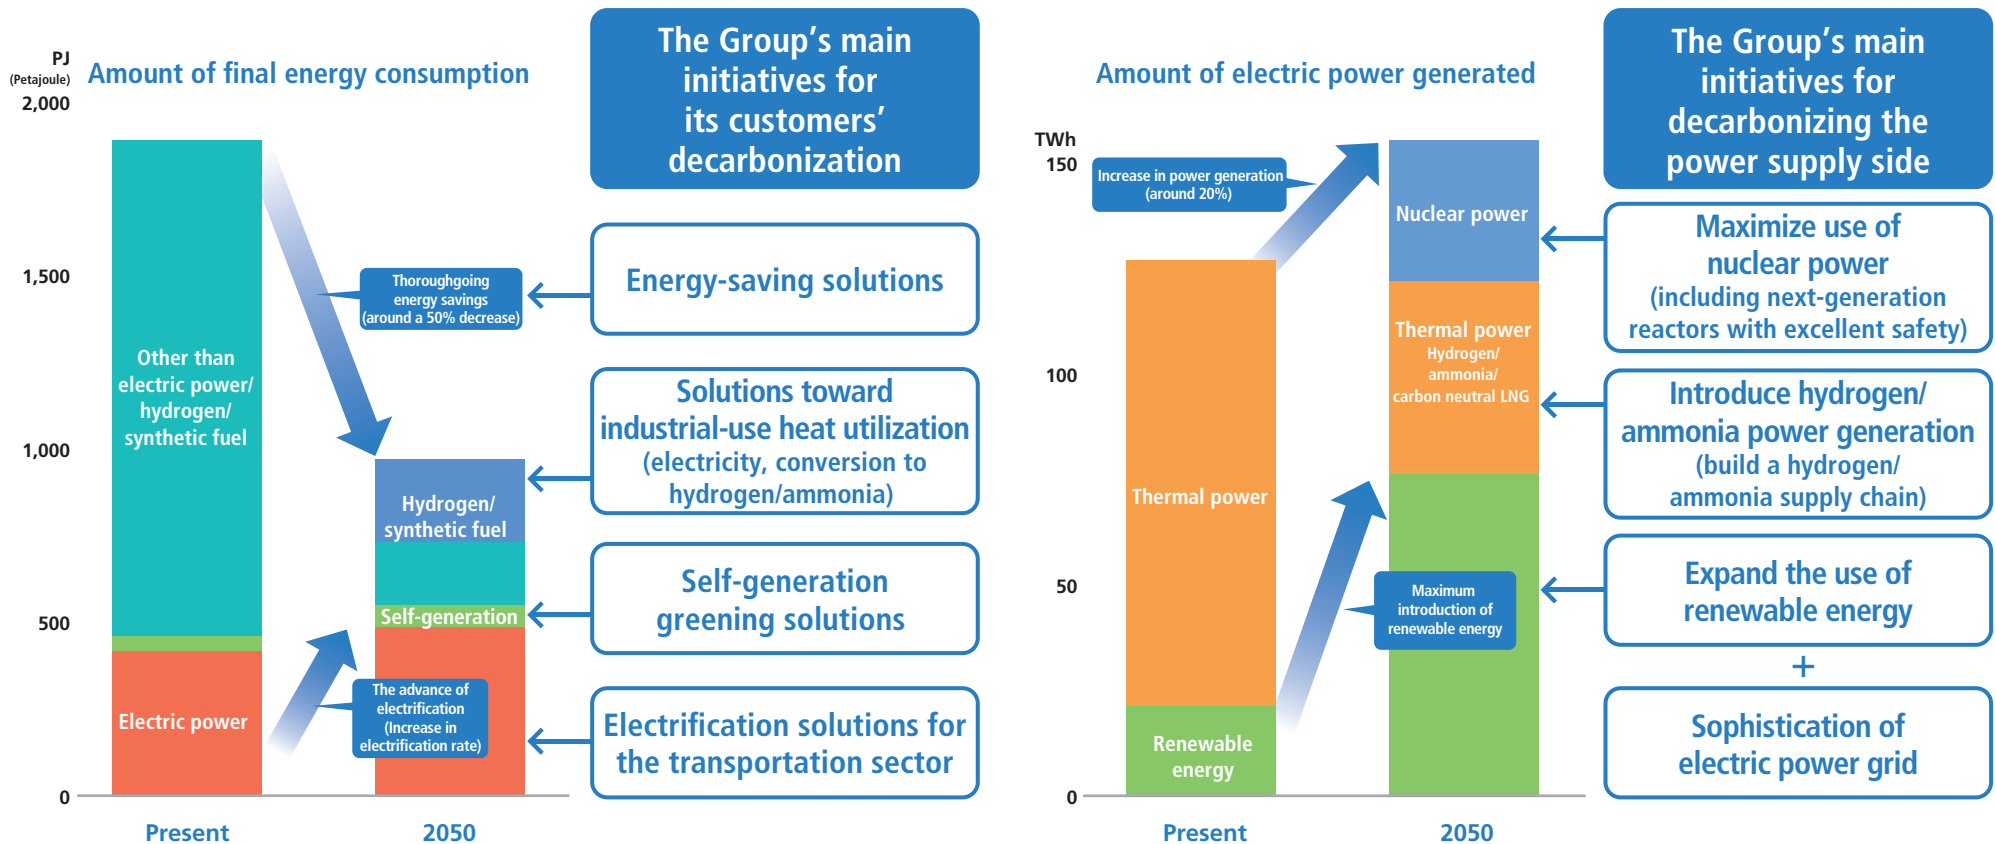 PJ
(Petajoule)
Amount of final energy consumption
2,000
1,500
1,000
500
0
Other than
electric power/
hydrogen/
synthetic fuel
Electric power
Thoroughgoing
energy savings
(around a 50% decrease)
Hydrogen/
synthetic fuel
Self-generation
The advance of
electrification
(Increase in
electrification rate)
Present
2050
The Group's main
initiatives for
its customers'
decarbonization
Energy-saving solutions
Solutions toward
industrial-use heat utilization
(electricity, conversion to
hydrogen/ammonia)
Self-generation
greening solutions
Electrification solutions for
the transportation sector
Amount of electric power generated
TWh
150
100
50
0
Increase in power generation
(around 20%)
Thermal power
Renewable
energy
Nuclear power
Thermal power
Hydrogen/
ammonia/
carbon neutral LNG
Maximum
introduction of
renewable energy
Present
2050
The Group's main
initiatives for
decarbonizing the
power supply side
Maximize use of
nuclear power
(including next-generation
reactors with excellent safety)
Introduce hydrogen/
ammonia power generation
(build a hydrogen/
ammonia supply chain)
Expand the use of
renewable energy
+
Sophistication of
electric power grid